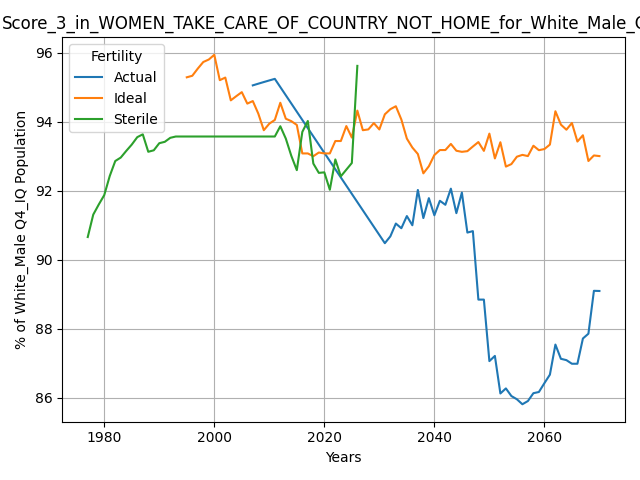 Score_3_in_WOMEN_TAKE_CARE_OF_COUNTRY_NOT_HOME_for_White_Male_
Fertility
Actual
Ideal
Sterile
96
94
92
90
88
86
% of White_Male Q4_IQ Population
1980
2000
2020
2040
2060
Years